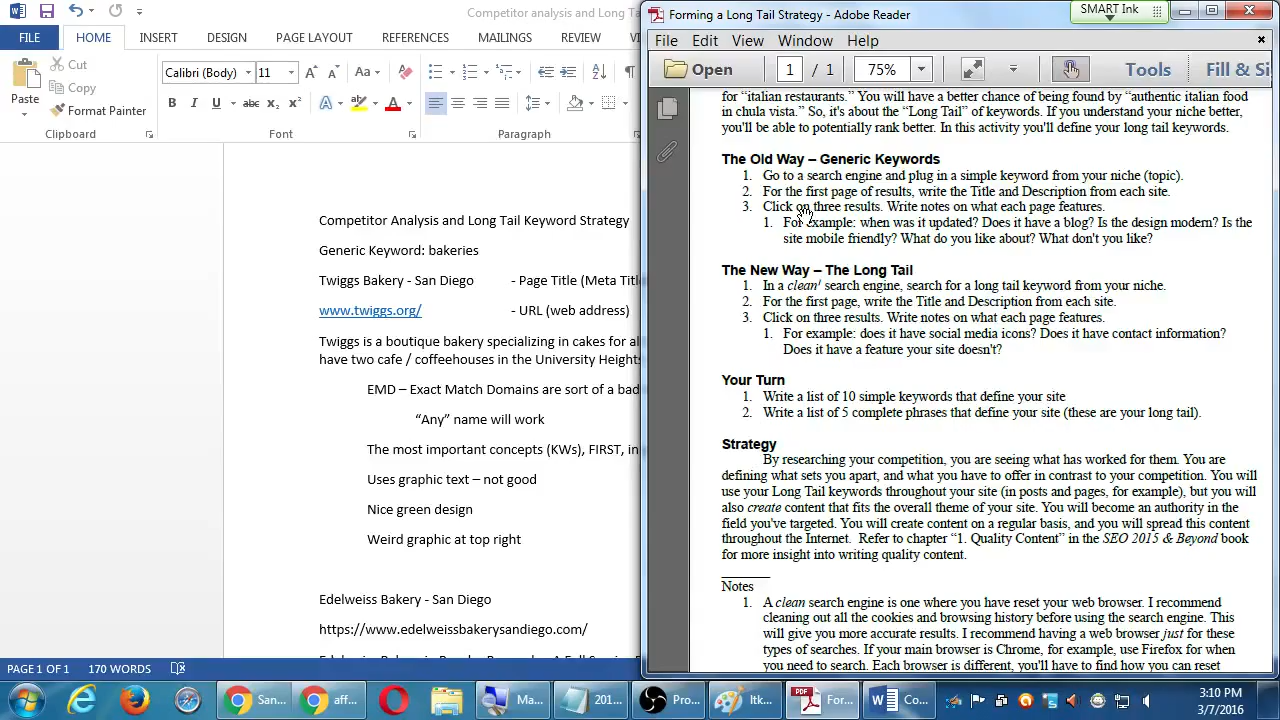 Competitor analysis and Long Ta
FILE
HOME
INSERT
DESIGN
PAGE LAYOUT
REFERENCES
MAILINGS
REVIEW
Paste
Cut
Copy
Format Painter
Clipboard
Calibri (Body)
11
Font
Paragraph
Competitor Analysis and Long Tail Keyword Strategy
Generic Keyword: bakeries
Twiggs Bakery - San Diego - Page Title (Meta Title
www.twiggs.org/ - URL (web address)
Twiggs is a boutique bakery specializing in cakes for al
have two cafe / coffeehouses in the University Heights
EMD – Exact Match Domains are sort of a bad
“Any” name will work
The most important concepts (KWs), FIRST, in
Uses graphic text – not good
Nice green design
Weird graphic at top right
Edelweiss Bakery - San Diego
https://www.edelweissbakerysandiego.com/
PAGE 1 OF 1 170 WORDS
Forming a Long Tail Strategy - Adobe Reader
SMART Ink
File Edit View Window Help
Open 1 / 1 75% Tools Fill & Si
for “italian restaurants.” You will have a better chance of being found by “authentic italian food
in chula vista.” So, it's about the “Long Tail” of keywords. If you understand your niche better,
you'll be able to potentially rank better. In this activity you'll define your long tail keywords.
The Old Way – Generic Keywords
1. Go to a search engine and plug in a simple keyword from your niche (topic).
2. For the first page of results, write the Title and Description from each site.
3. Click on three results. Write notes on what each page features.
1. For example: when was it updated? Does it have a blog? Is the design modern? Is the
site mobile friendly? What do you like about? What don't you like?
The New Way – The Long Tail
1. In a clean¹ search engine, search for a long tail keyword from your niche.
2. For the first page, write the Title and Description from each site.
3. Click on three results. Write notes on what each page features.
1. For example: does it have social media icons? Does it have contact information?
Does it have a feature your site doesn't?
Your Turn
1. Write a list of 10 simple keywords that define your site
2. Write a list of 5 complete phrases that define your site (these are your long tail).
Strategy
By researching your competition, you are seeing what has worked for them. You are
defining what sets you apart, and what you have to offer in contrast to your competition. You will
use your Long Tail keywords throughout your site (in posts and pages, for example), but you will
also create content that fits the overall theme of your site. You will become an authority in the
field you've targeted. You will create content on a regular basis, and you will spread this content
throughout the Internet. Refer to chapter “1. Quality Content” in the SEO 2015 & Beyond book
for more insight into writing quality content.
Notes
1. A clean search engine is one where you have reset your web browser. I recommend
cleaning out all the cookies and browsing history before using the search engine. This
will give you more accurate results. I recommend having a web browser just for these
types of searches. If your main browser is Chrome, for example, use Firefox for when
you need to search. Each browser is different, you'll have to find how you can reset
San...
aff...
Ma...
201...
Pro...
ltk...
For...
Co...
3:10 PM
3/7/2016